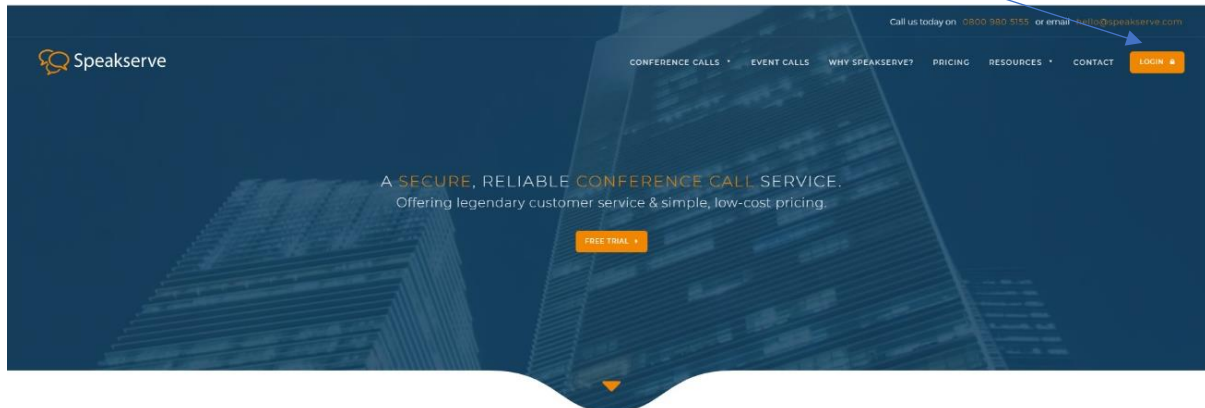 Call us today on 0800 980 5155 or email hello@speakserve.com
Speakserve
CONFERENCE CALLS EVENT CALLS WHY SPEAKSERVE? PRICING RESOURCES CONTACT LOGIN
A SECURE, RELIABLE CONFERENCE CALL SERVICE.
Offering legendary customer service & simple, low-cost pricing.
FREE TRIAL